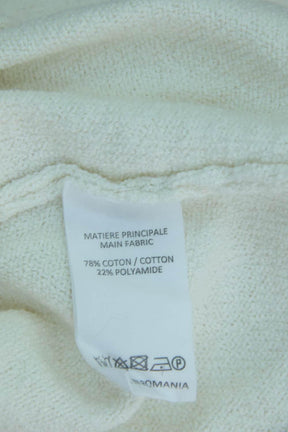 MATIERE PRINCIPALE
MAIN FABRIC
78% COTON / COTTON
22% POLYAMIDE
ROMANIA